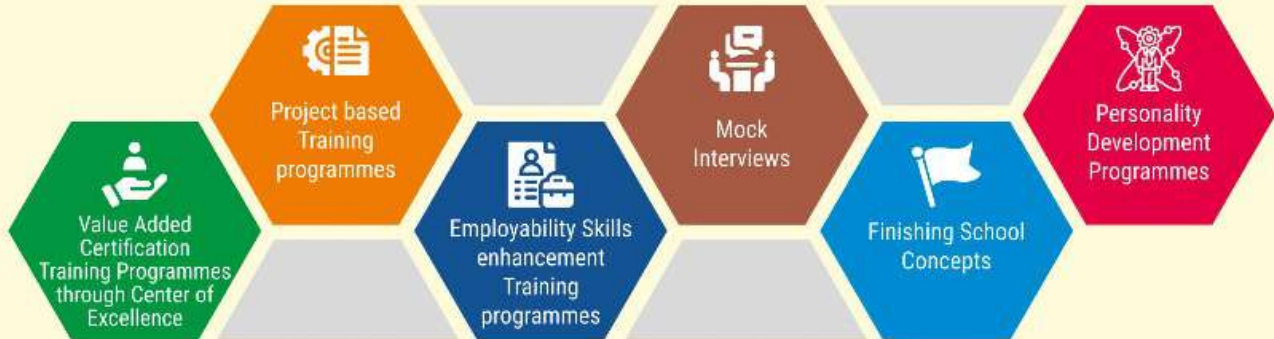 Value Added
Certification
Training Programmes
through Center of
Excellence
Project based
Training
programmes
Employability Skills
enhancement
Training
programmes
Mock
Interviews
Finishing School
Concepts
Personality
Development
Programmes